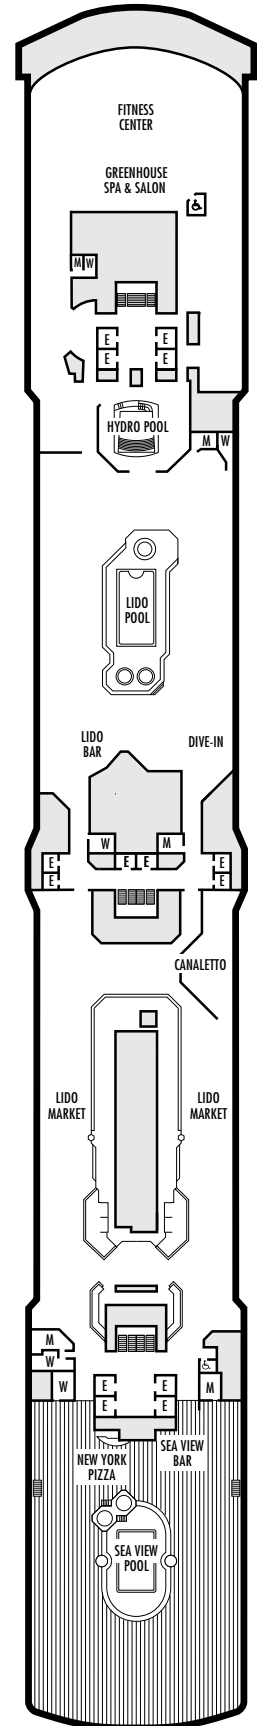 FITNESS
CENTER
GREENHOUSE
SPA & SALON
M W
E E
E E
HYDRO POOL
M W
LIDO
POOL
LIDO
BAR
DIVE-IN
W M
E E E E
E E
CANALETTO
LIDO
MARKET
LIDO
MARKET
M
W
W M
E E
E E
NEW YORK
PIZZA
SEA VIEW
BAR
SEA VIEW
POOL